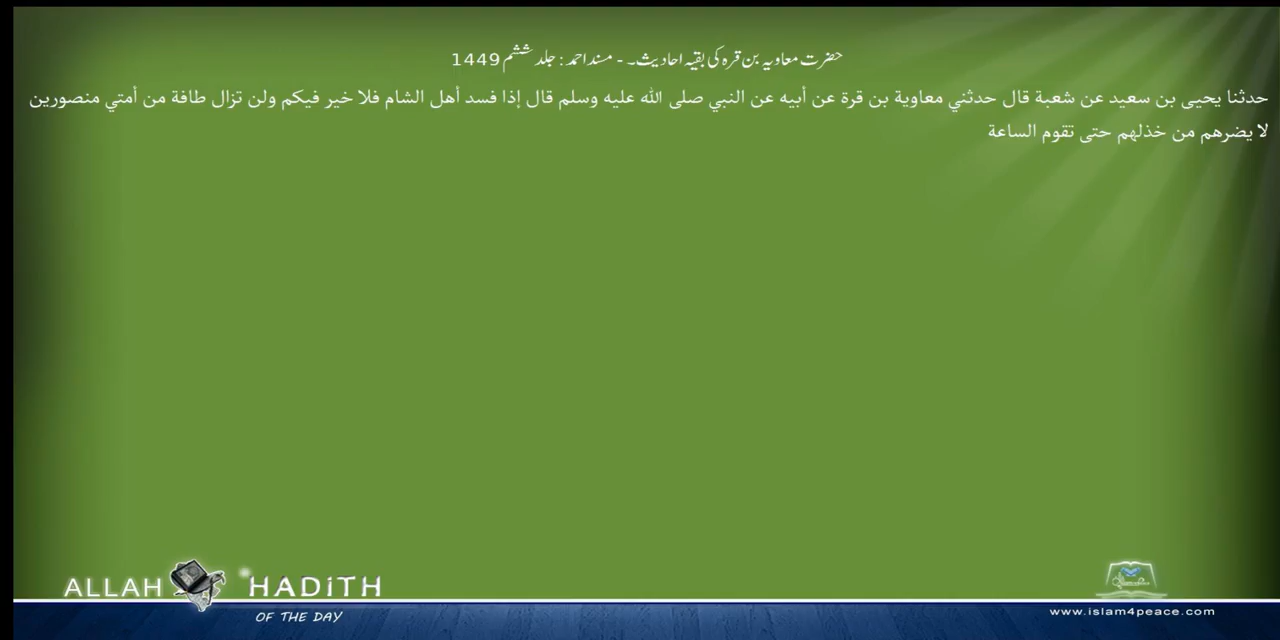 حضرت معاویہ بن قرہ کی بقیہ احادیث۔ - مسند احمد : جلد ششم 1449
حدثنا يحيى بن سعيد عن شعبة قال حدثني معاوية بن قرة عن أبيه عن النبي صلى الله عليه وسلم قال إذا فسد أهل الشام فلا خير فيكم ولن تزال طافة من أمتي منصورين
لا يضرهم من خذلهم حتى تقوم الساعة
ALLAH HADITH
OF THE DAY
www.islam4peace.com